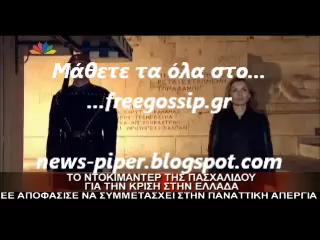 Μάθετε τα όλα στο...
...freegossip.gr
news-piper.blogspot.com
ΤΟ ΝΤΟΚΙΜΑΝΤΕΡ ΤΗΣ ΠΑΣΧΑΛΙΔΟΥ
ΓΙΑ ΤΗΝ ΚΡΙΣΗ ΣΤΗΝ ΕΛΛΑΔΑ
ΕΕ ΑΠΟΦΑΣΙΣΕ ΝΑ ΣΥΜΜΕΤΑΣΧΕΙ ΣΤΗΝ ΠΑΝΑΤΤΙΚΗ ΑΠΕΡΓΙΑ